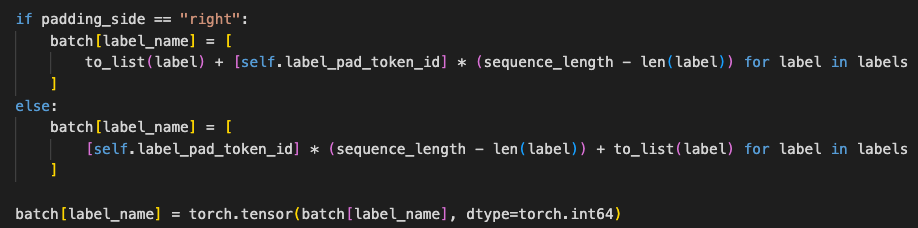 if padding_side == "right":
    batch[label_name] = [
        to_list(label) + [self.label_pad_token_id] * (sequence_length - len(label)) for label in labels
    ]
else:
    batch[label_name] = [
        [self.label_pad_token_id] * (sequence_length - len(label)) + to_list(label) for label in labels
    ]

batch[label_name] = torch.tensor(batch[label_name], dtype=torch.int64)